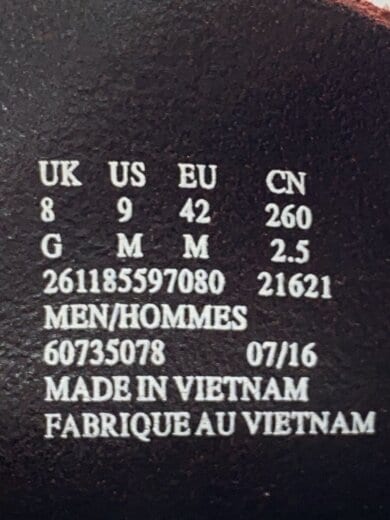 UK US EU CN
8 9 42 260
G M M 2.5
261185597080 21621
MEN/HOMMES
60735078 07/16
MADE IN VIETNAM
FABRIQUE AU VIETNAM